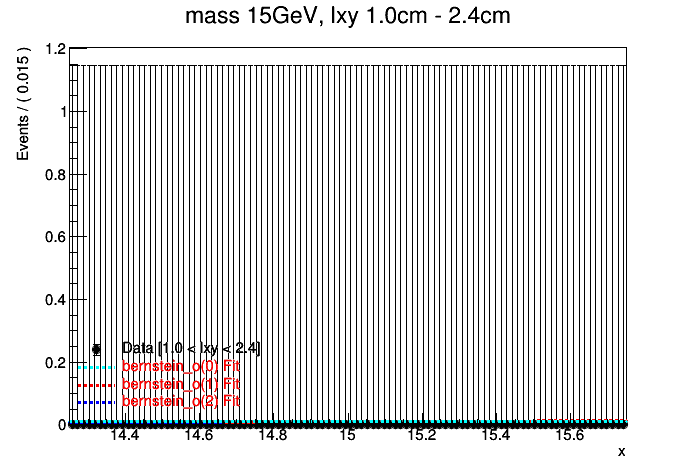 mass 15GeV, lxy 1.0cm - 2.4cm
Events / ( 0.015 )
1.2
1
0.8
0.6
0.4
0.2
0
Data [1.0 < lxy < 2.4]
bernstein_o(0) Fit
bernstein_o(1) Fit
bernstein_o(2) Fit
14.4 14.6 14.8 15 15.2 15.4 15.6
x